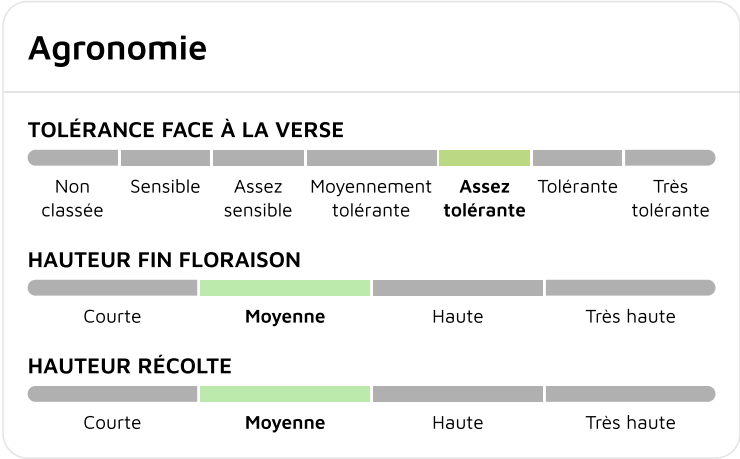 Agronomie
TOLÉRANCE FACE À LA VERSE
Non classée
Sensible
Assez sensible
Moyennement tolérante
Assez tolérante
Tolérante
Très tolérante
HAUTEUR FIN FLORAISON
Courte
Moyenne
Haute
Très haute
HAUTEUR RÉCOLTE
Courte
Moyenne
Haute
Très haute